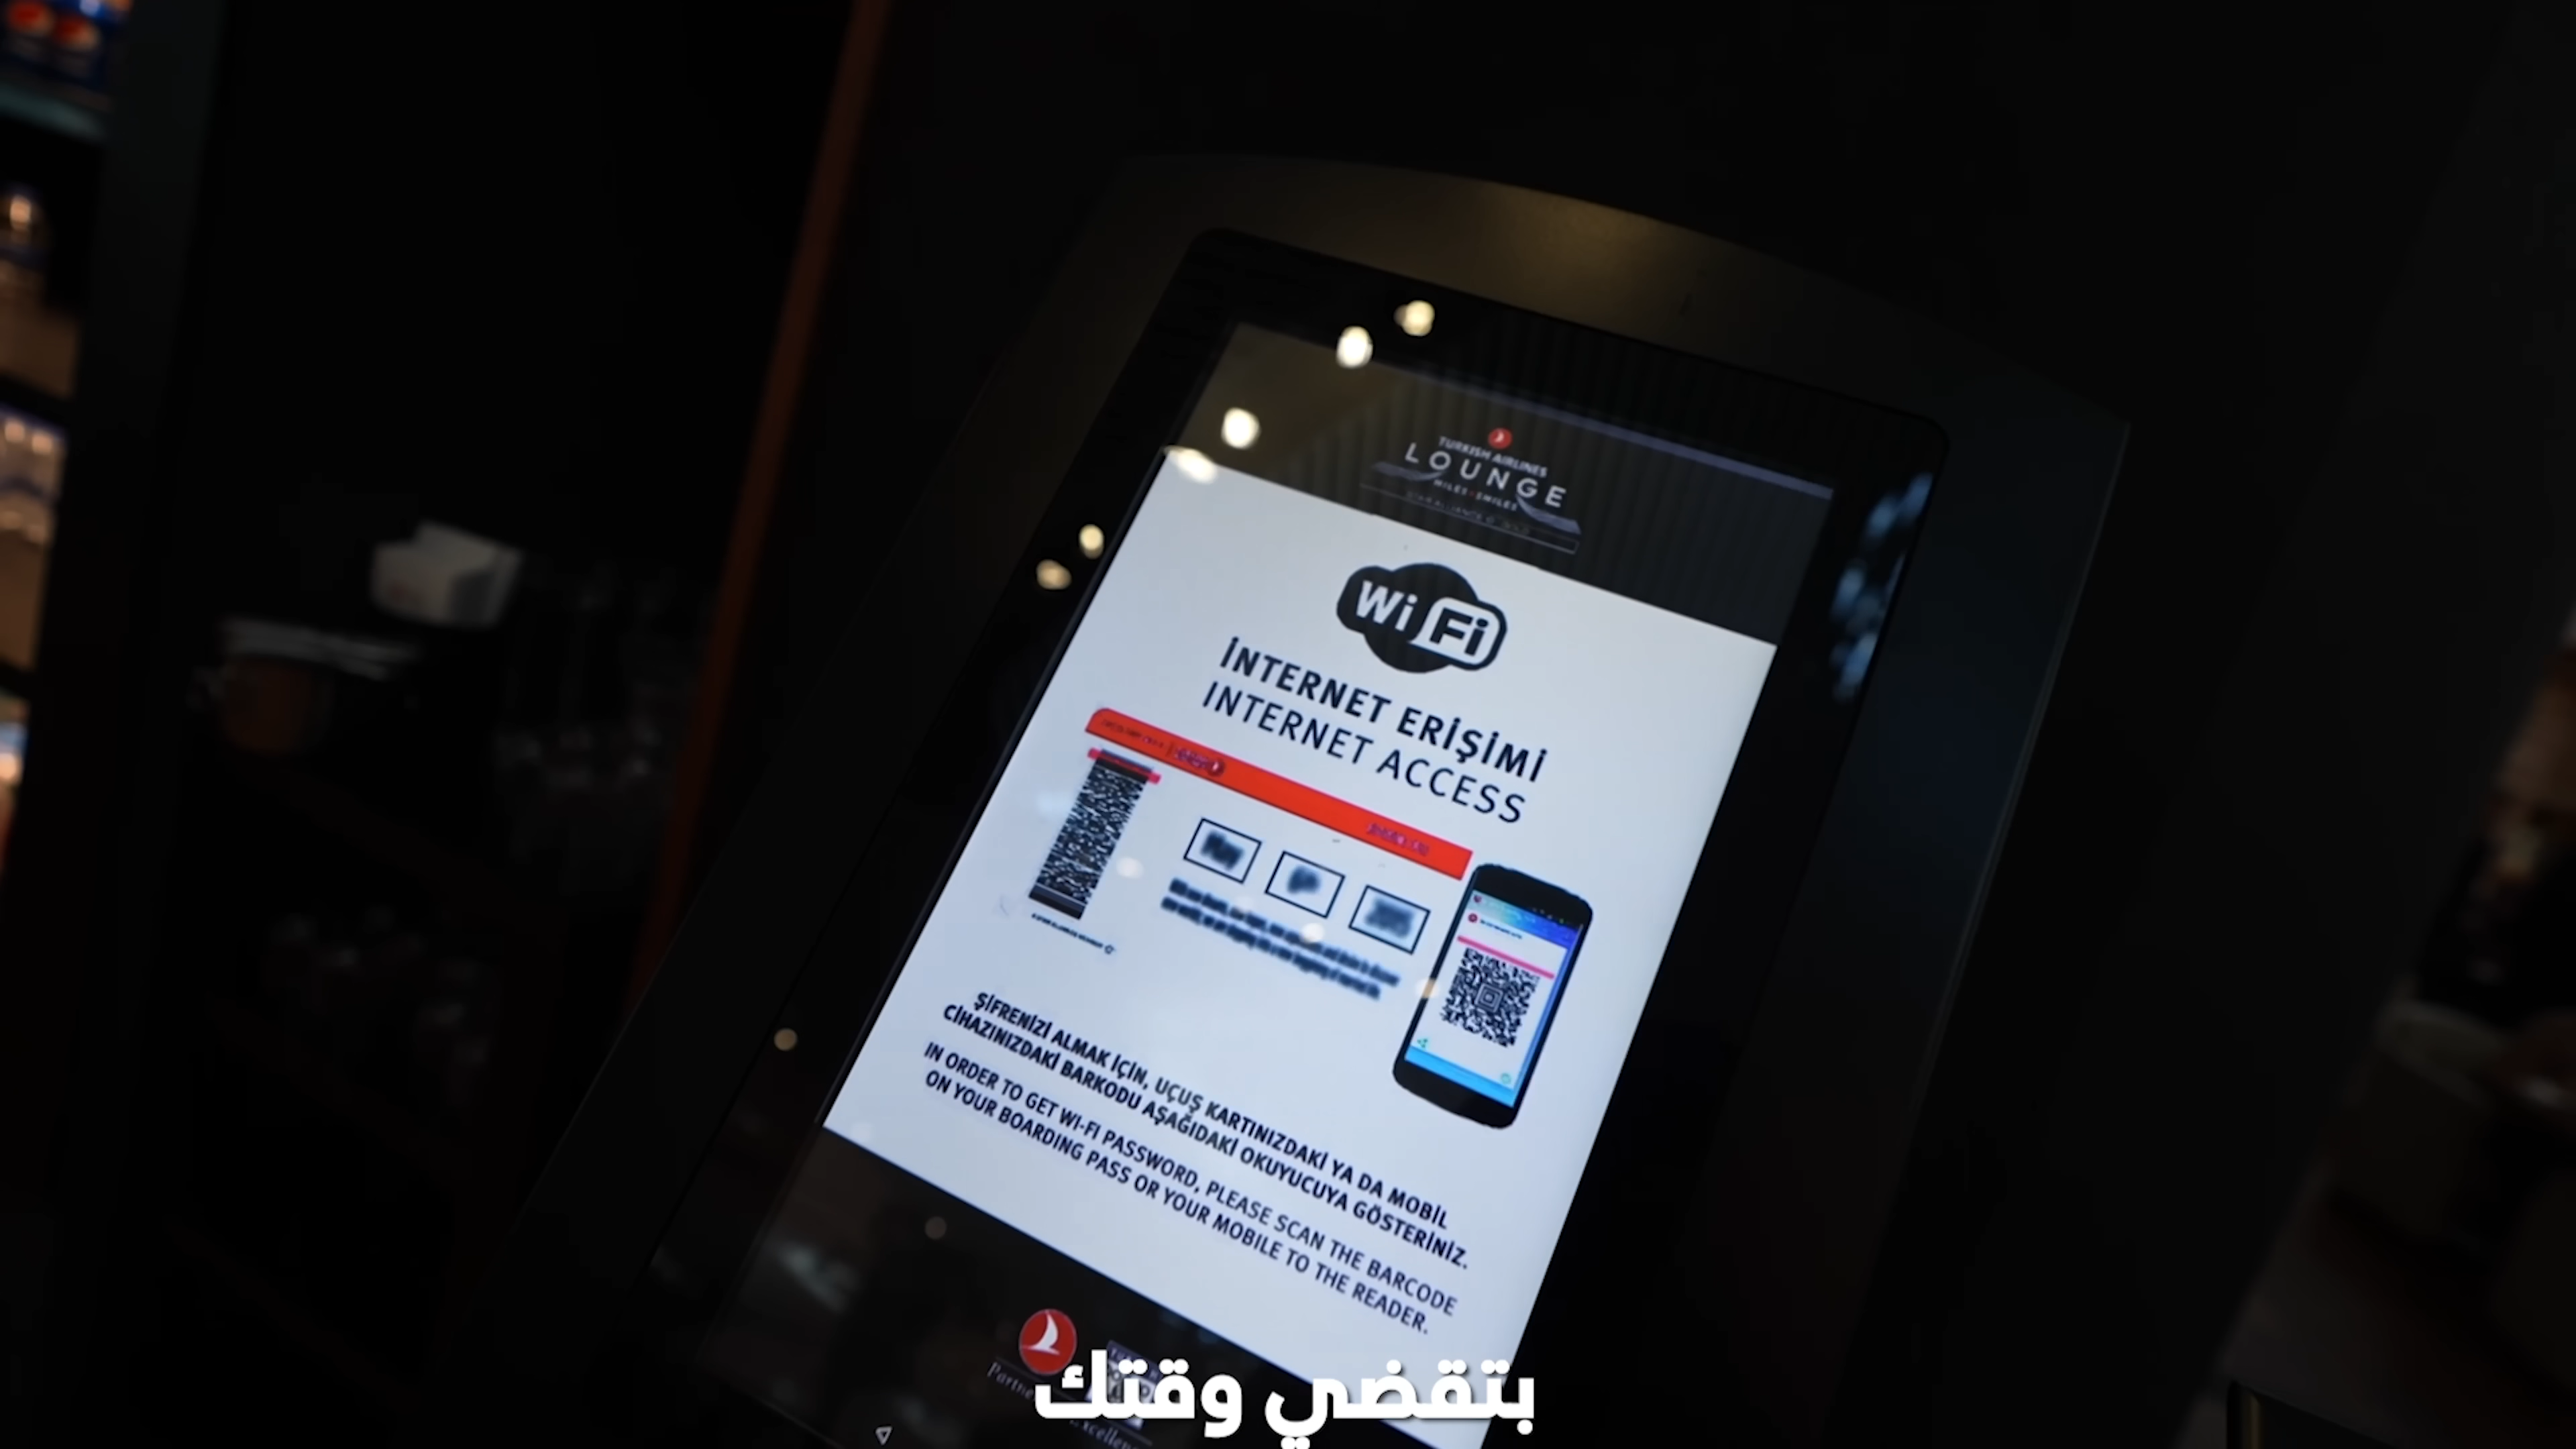 TURKISH AIRLINES
LOUNGE
MILES & SMILES
Wi Fi
İNTERNET ERİŞİMİ
INTERNET ACCESS
ŞİFRENİZİ ALMAK İÇİN, UÇUŞ KARTINIZDAKİ YA DA MOBİL
CİHAZINIZDAKİ BARKODU AŞAĞIDAKİ OKUYUCUYA GÖSTERİNİZ.
IN ORDER TO GET WI-FI PASSWORD, PLEASE SCAN THE BARCODE
ON YOUR BOARDING PASS OR YOUR MOBILE TO THE READER.
بتقضي وقتك